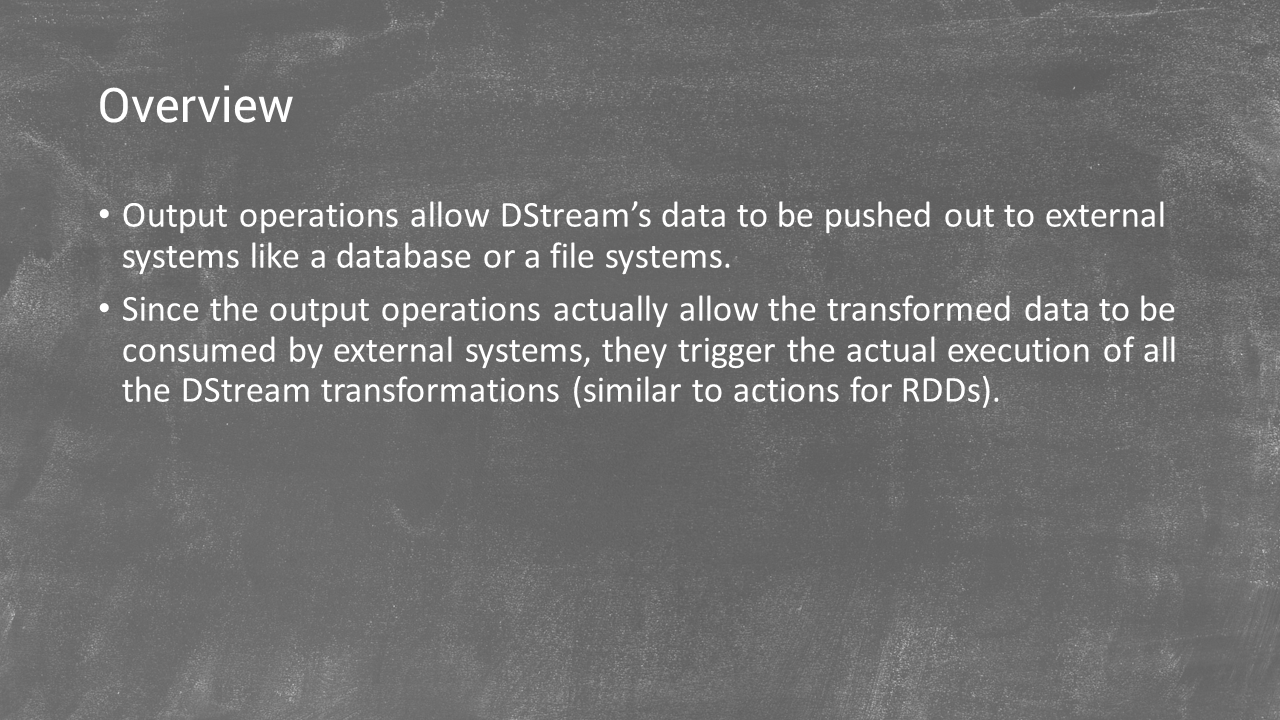 Overview
• Output operations allow DStream’s data to be pushed out to external
systems like a database or a file systems.
• Since the output operations actually allow the transformed data to be
consumed by external systems, they trigger the actual execution of all
the DStream transformations (similar to actions for RDDs).